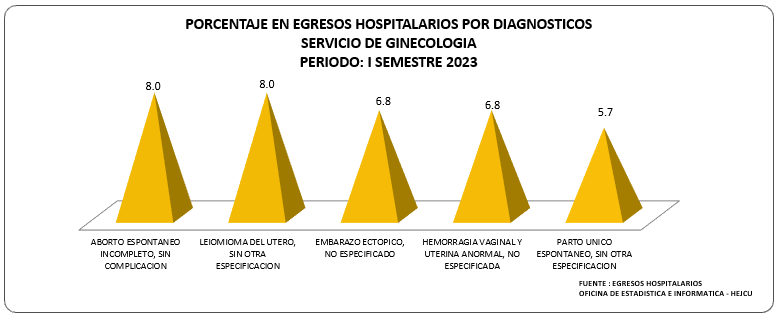 PORCENTAJE EN EGRESOS HOSPITALARIOS POR DIAGNOSTICOS
SERVICIO DE GINECOLOGIA
PERIODO: I SEMESTRE 2023
8.0
8.0
6.8
6.8
5.7
ABORTO ESPONTANEO
INCOMPLETO, SIN
COMPLICACION
LEIOMIOMA DEL UTERO,
SIN OTRA
ESPECIFICACION
EMBARAZO ECTOPICO,
NO ESPECIFICADO
HEMORRAGIA VAGINAL Y
UTERINA ANORMAL, NO
ESPECIFICADA
PARTO UNICO
ESPONTANEO, SIN OTRA
ESPECIFICACION
FUENTE : EGRESOS HOSPITALARIOS
OFICINA DE ESTADISTICA E INFORMATICA - HEJCU